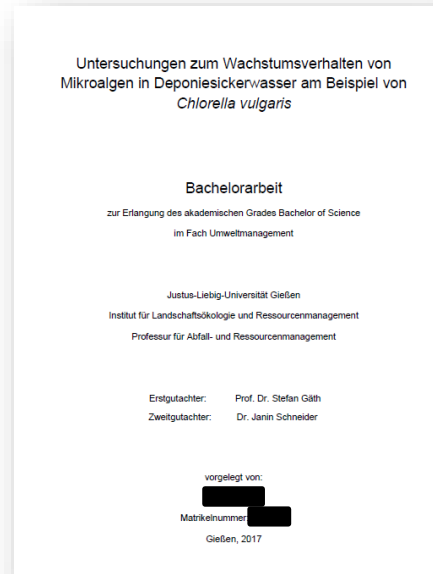 Untersuchungen zum Wachstumsverhalten von
Mikroalgen in Deponiesickerwasser am Beispiel von
Chlorella vulgaris
Bachelorarbeit
zur Erlangung des akademischen Grades Bachelor of Science
im Fach Umweltmanagement
Justus-Liebig-Universität Gießen
Institut für Landschaftsökologie und Ressourcenmanagement
Professur für Abfall- und Ressourcenmanagement
Erstgutachter: Prof. Dr. Stefan Gäth
Zweitgutachter: Dr. Janin Schneider
vorgelegt von:
Matrikelnummer:
Gießen, 2017